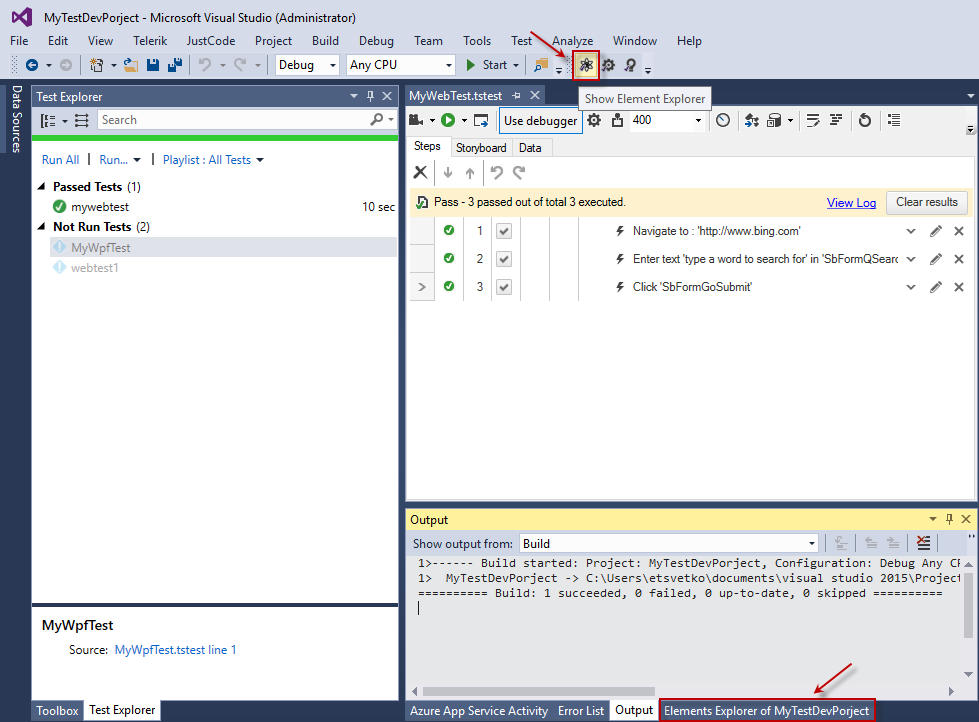 MyTestDevPorject - Microsoft Visual Studio (Administrator)
File Edit View Telerik JustCode Project Build Debug Team Tools Test Analyze Window Help
Debug Any CPU Start
Show Element Explorer
Data Sources
Test Explorer
Search
Run All Run... Playlist : All Tests
Passed Tests (1)
mywebtest 10 sec
Not Run Tests (2)
MyWpfTest
webtest1
MyWpfTest
Source: MyWpfTest.tstest line 1
Toolbox Test Explorer
MyWebTest.tstest
Use debugger 400
Steps Storyboard Data
Pass - 3 passed out of total 3 executed. View Log Clear results
1 Navigate to : 'http://www.bing.com'
2 Enter text 'type a word to search for' in 'SbFormQSearc
3 Click 'SbFormGoSubmit'
Output
Show output from: Build
1>------ Build started: Project: MyTestDevPorject, Configuration: Debug Any CP
1> MyTestDevPorject -> C:\Users\etsvetko\documents\visual studio 2015\Project
========== Build: 1 succeeded, 0 failed, 0 up-to-date, 0 skipped ==========
Azure App Service Activity Error List Output Elements Explorer of MyTestDevPorject